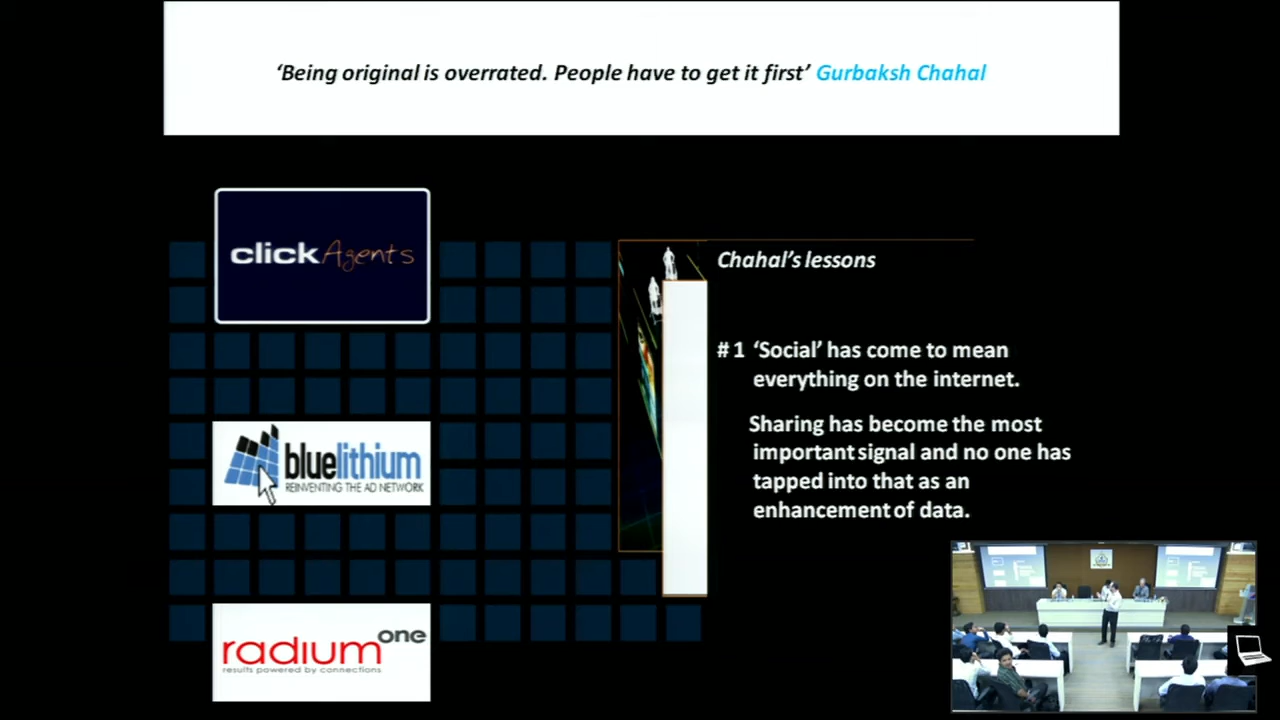 ‘Being original is overrated. People have to get it first’ Gurbaksh Chahal
clickAgents
Chahal’s lessons
# 1 ‘Social’ has come to mean
everything on the internet.
Sharing has become the most
important signal and no one has
tapped into that as an
enhancement of data.
bluelithium
REINVENTING THE AD NETWORK
radiumone
results powered by connections